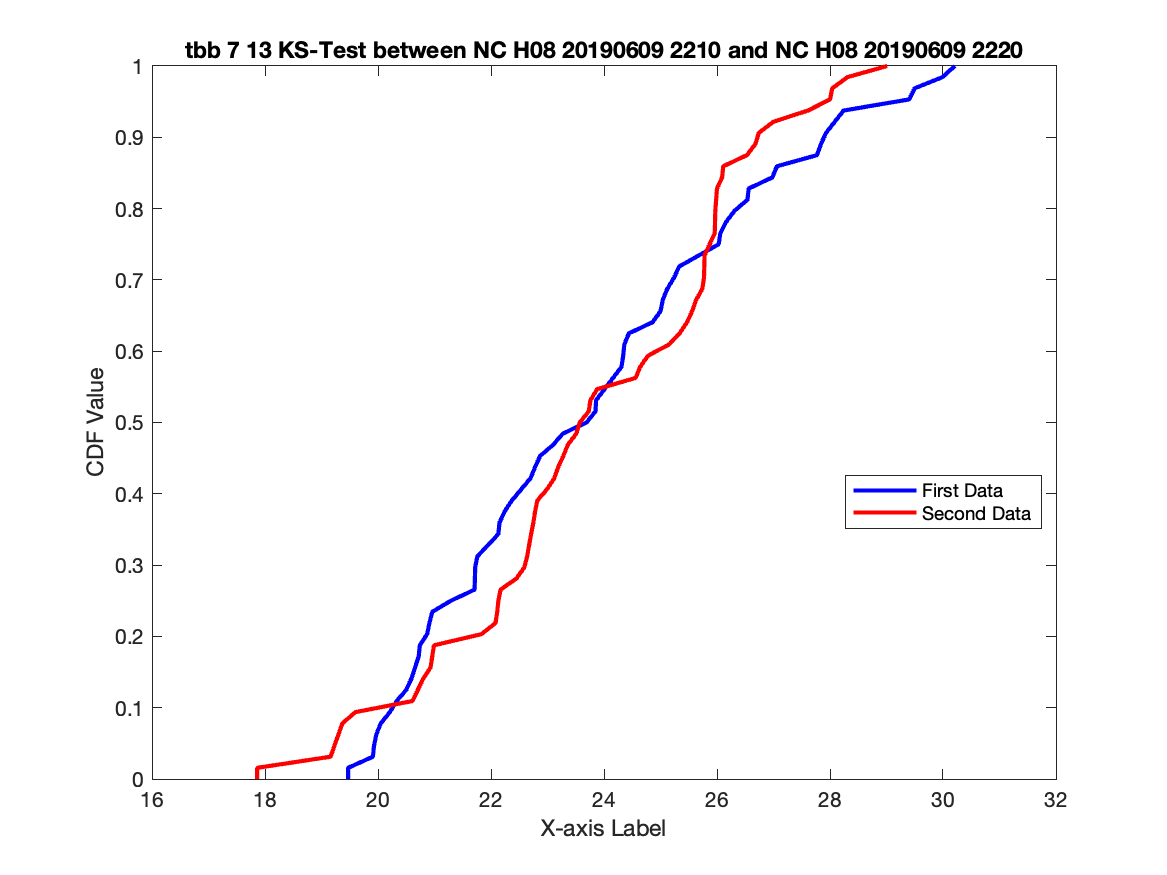 tbb 7 13 KS-Test between NC H08 20190609 2210 and NC H08 20190609 2220
1
0.9
0.8
0.7
0.6
0.5
0.4
0.3
0.2
0.1
0
CDF Value
First Data
Second Data
16 18 20 22 24 26 28 30 32
X-axis Label